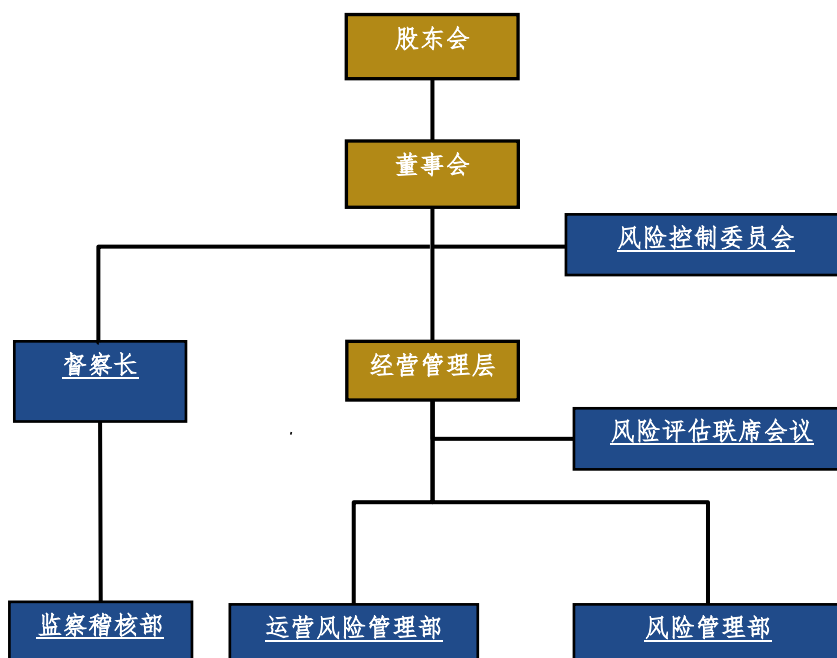 股东会
董事会
风险控制委员会
督察长
经营管理层
风险评估联席会议
监察稽核部
运营风险管理部
风险管理部